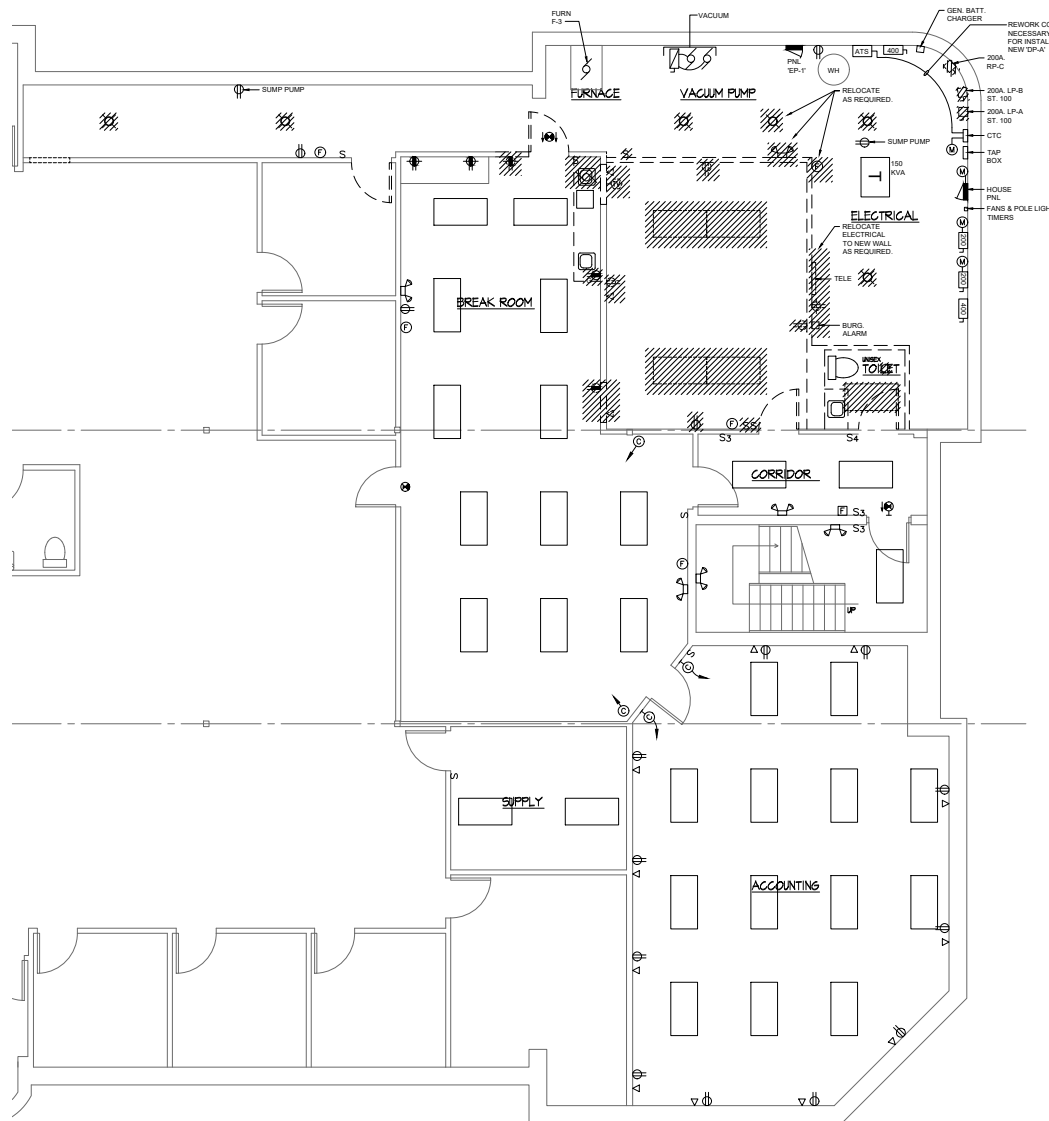 FURN
F-3
VACUUM
GEN. BATT.
CHARGER
REWORK CO
NECESSARY
FOR INSTAL
NEW 'DP-A'
PNL
'EP-1'
ATS
400
WH
200A.
RP-C
200A. LP-B
ST. 100
200A. LP-A
ST. 100
SUMP PUMP
FURNACE
VACUUM PUMP
RELOCATE
AS REQUIRED.
CTC
SUMP PUMP
M
TAP
BOX
F
S
F
T
150
KVA
M
HOUSE
PNL
FANS & POLE LIGH
TIMERS
ELECTRICAL
RELOCATE
ELECTRICAL
TO NEW WALL
AS REQUIRED.
M
200
M
200
TELE
BREAK ROOM
400
F
BURG.
ALARM
UNISEX
TOILET
F
SS
S3
S4
C
CORRIDOR
S
F
S3
S3
F
UP
S
C
C
C
S
SUPPLY
ACCOUNTING